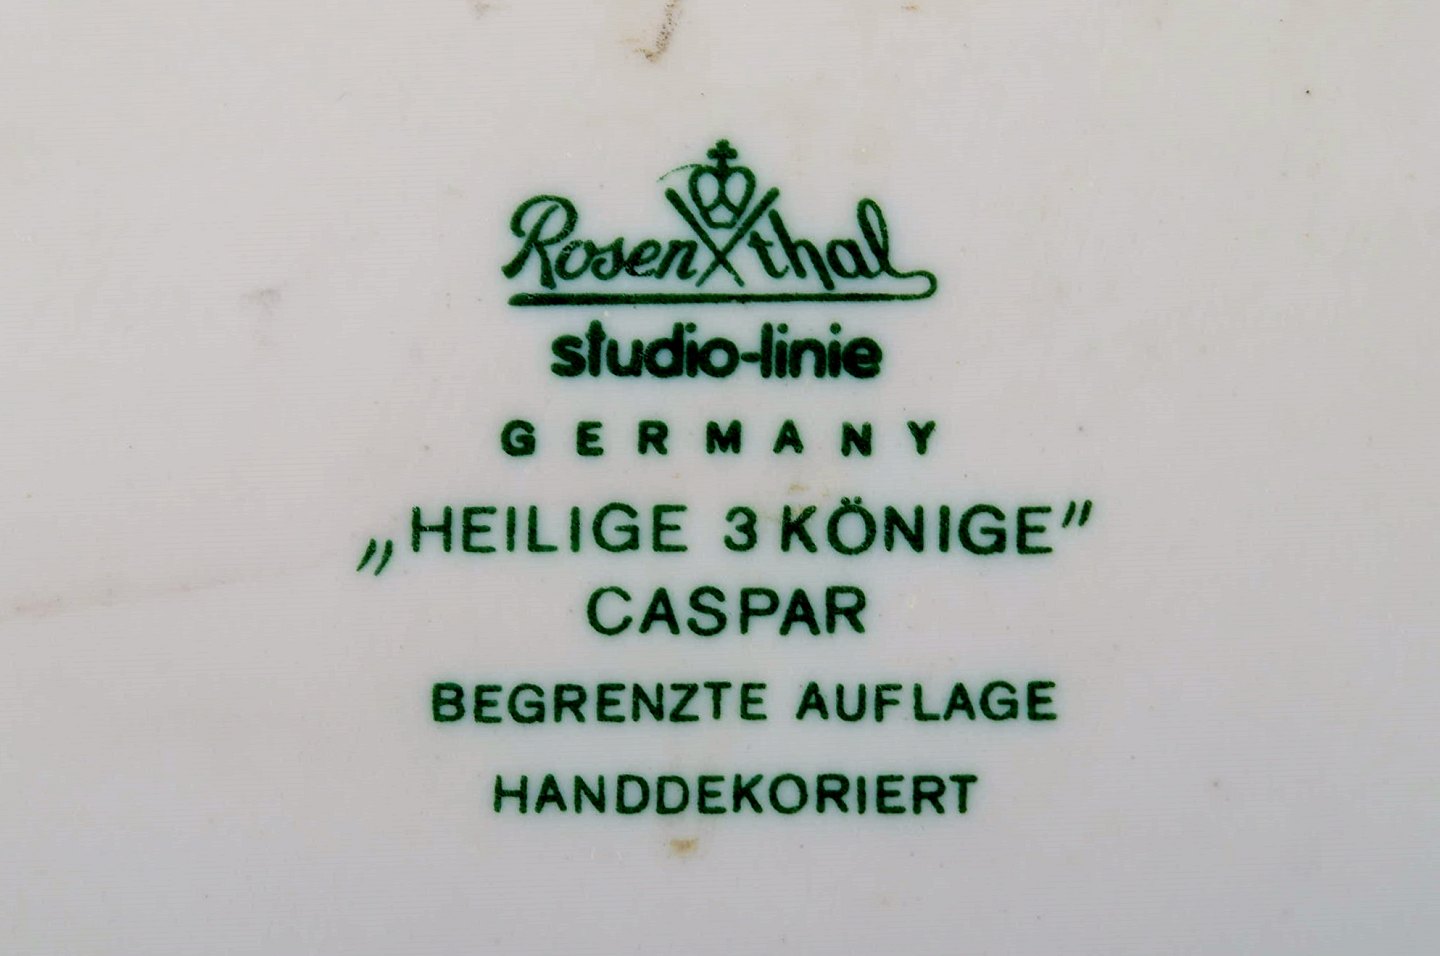 Rosenthal
studio-linie
GERMANY
„HEILIGE 3 KÖNIGE”
CASPAR
BEGRENZTE AUFLAGE
HANDDEKORIERT